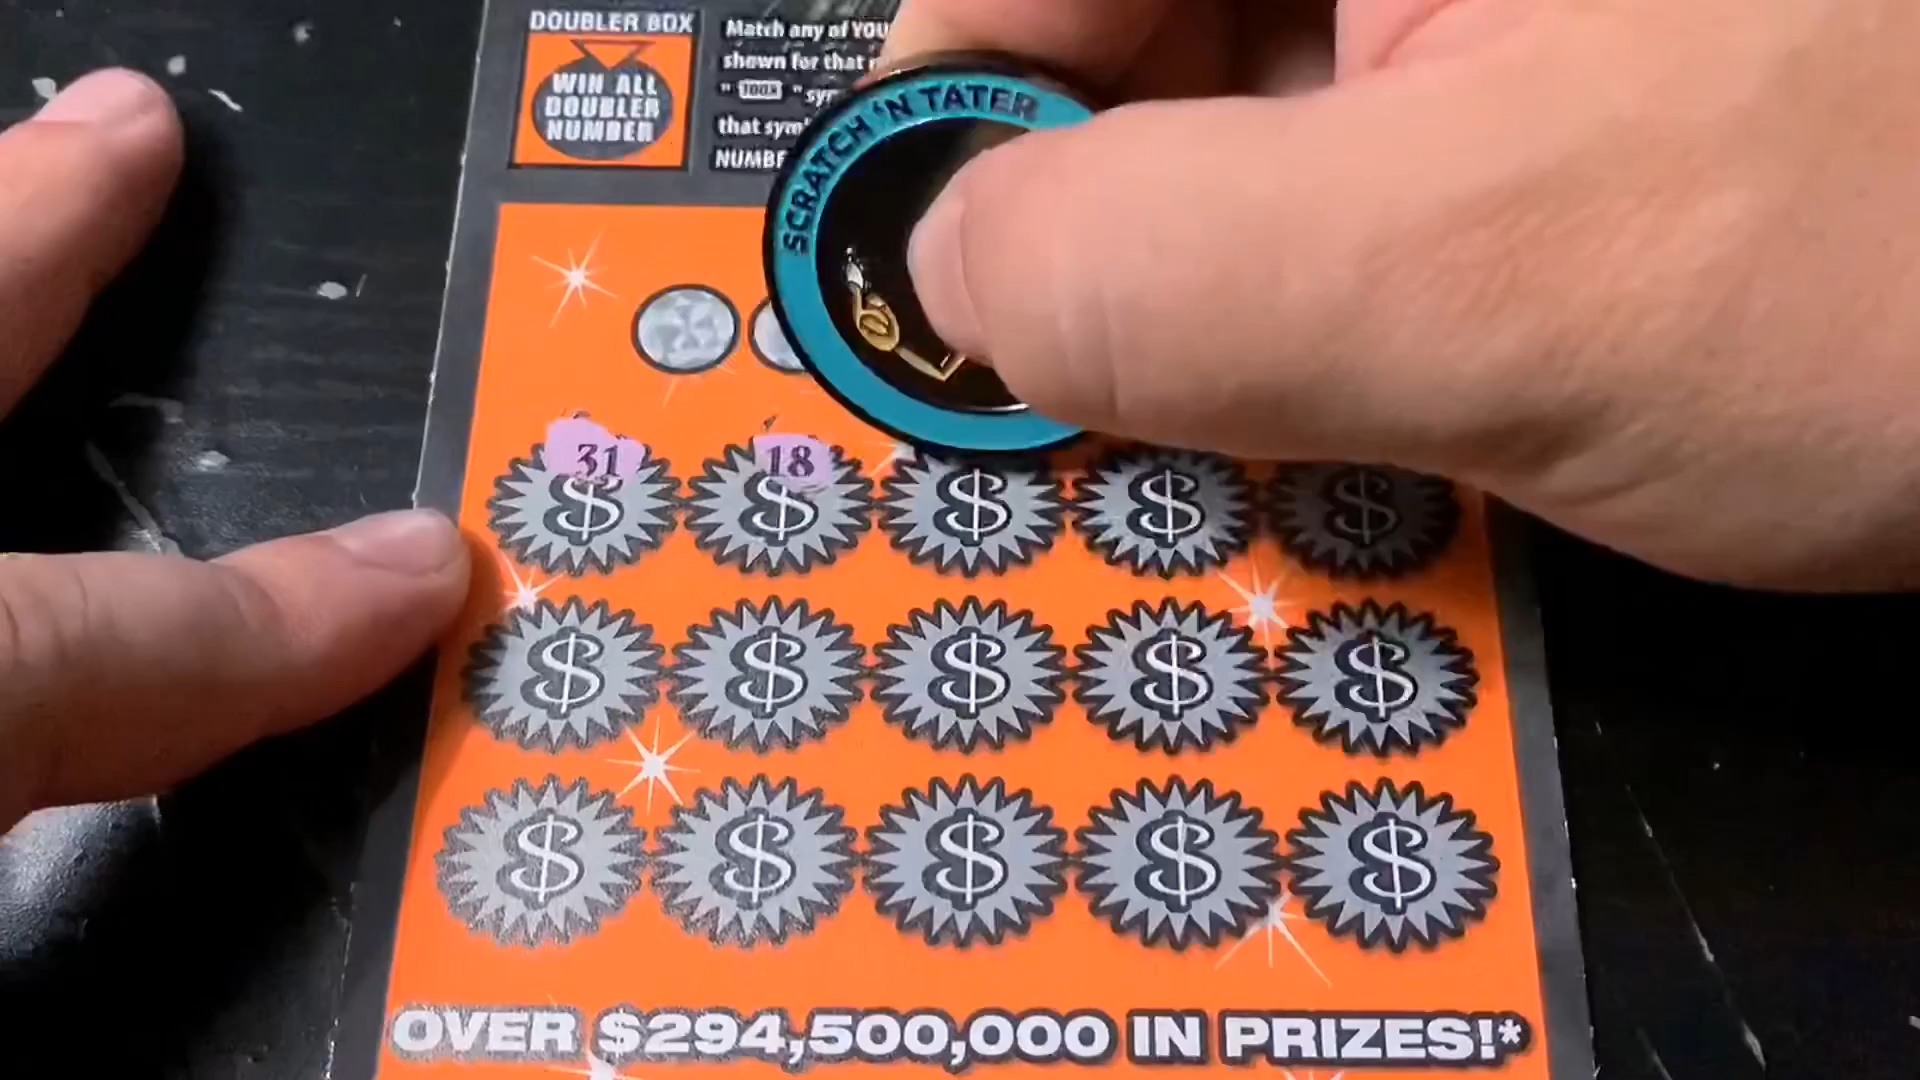 DOUBLER BOX
WIN ALL
DOUBLER
NUMBER
Match any of YOU
shown for that
" 100X " sym
that sym
NUMBE
SCRATCH 'N TATER
31
18
$ $ $ $ $
$ $ $ $ $
$ $ $ $ $
OVER $294,500,000 IN PRIZES!*